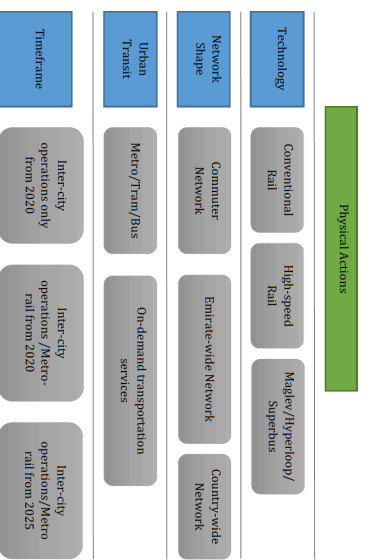 Physical Actions
Technology
Conventional
Rail
High-speed
Rail
Maglev/Hyperloop/
Superbus
Network
Shape
Commuter
Network
Emirate-wide Network
Country-wide
Network
Urban
Transit
Metro/Tram/Bus
On-demand transportation
services
Timeframe
Inter-city
operations only
from 2020
Inter-city
operations /Metro-
rail from 2020
Inter-city
operations/Metro
rail from 2025